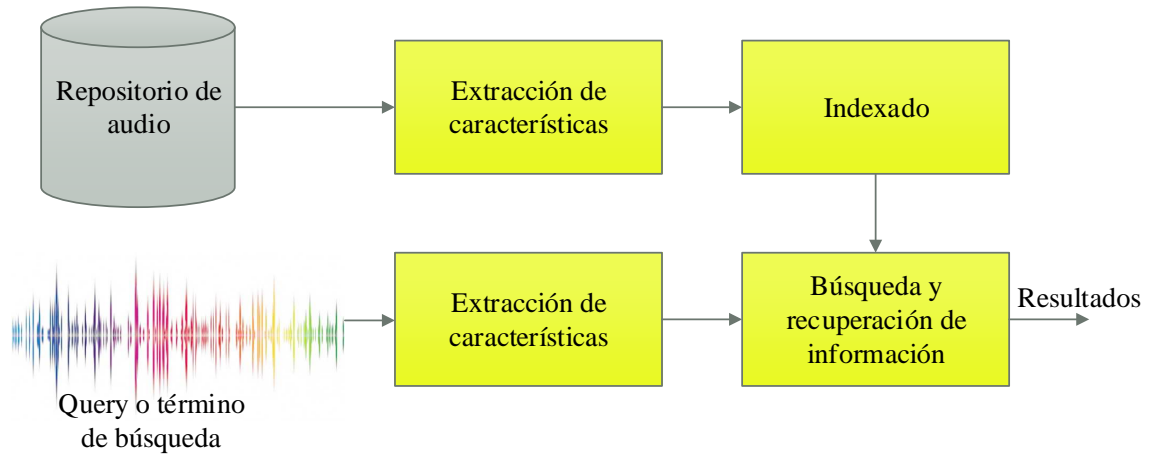 Repositorio de
audio
Extracción de
características
Indexado
Query o término
de búsqueda
Extracción de
características
Búsqueda y
recuperación de
información
Resultados